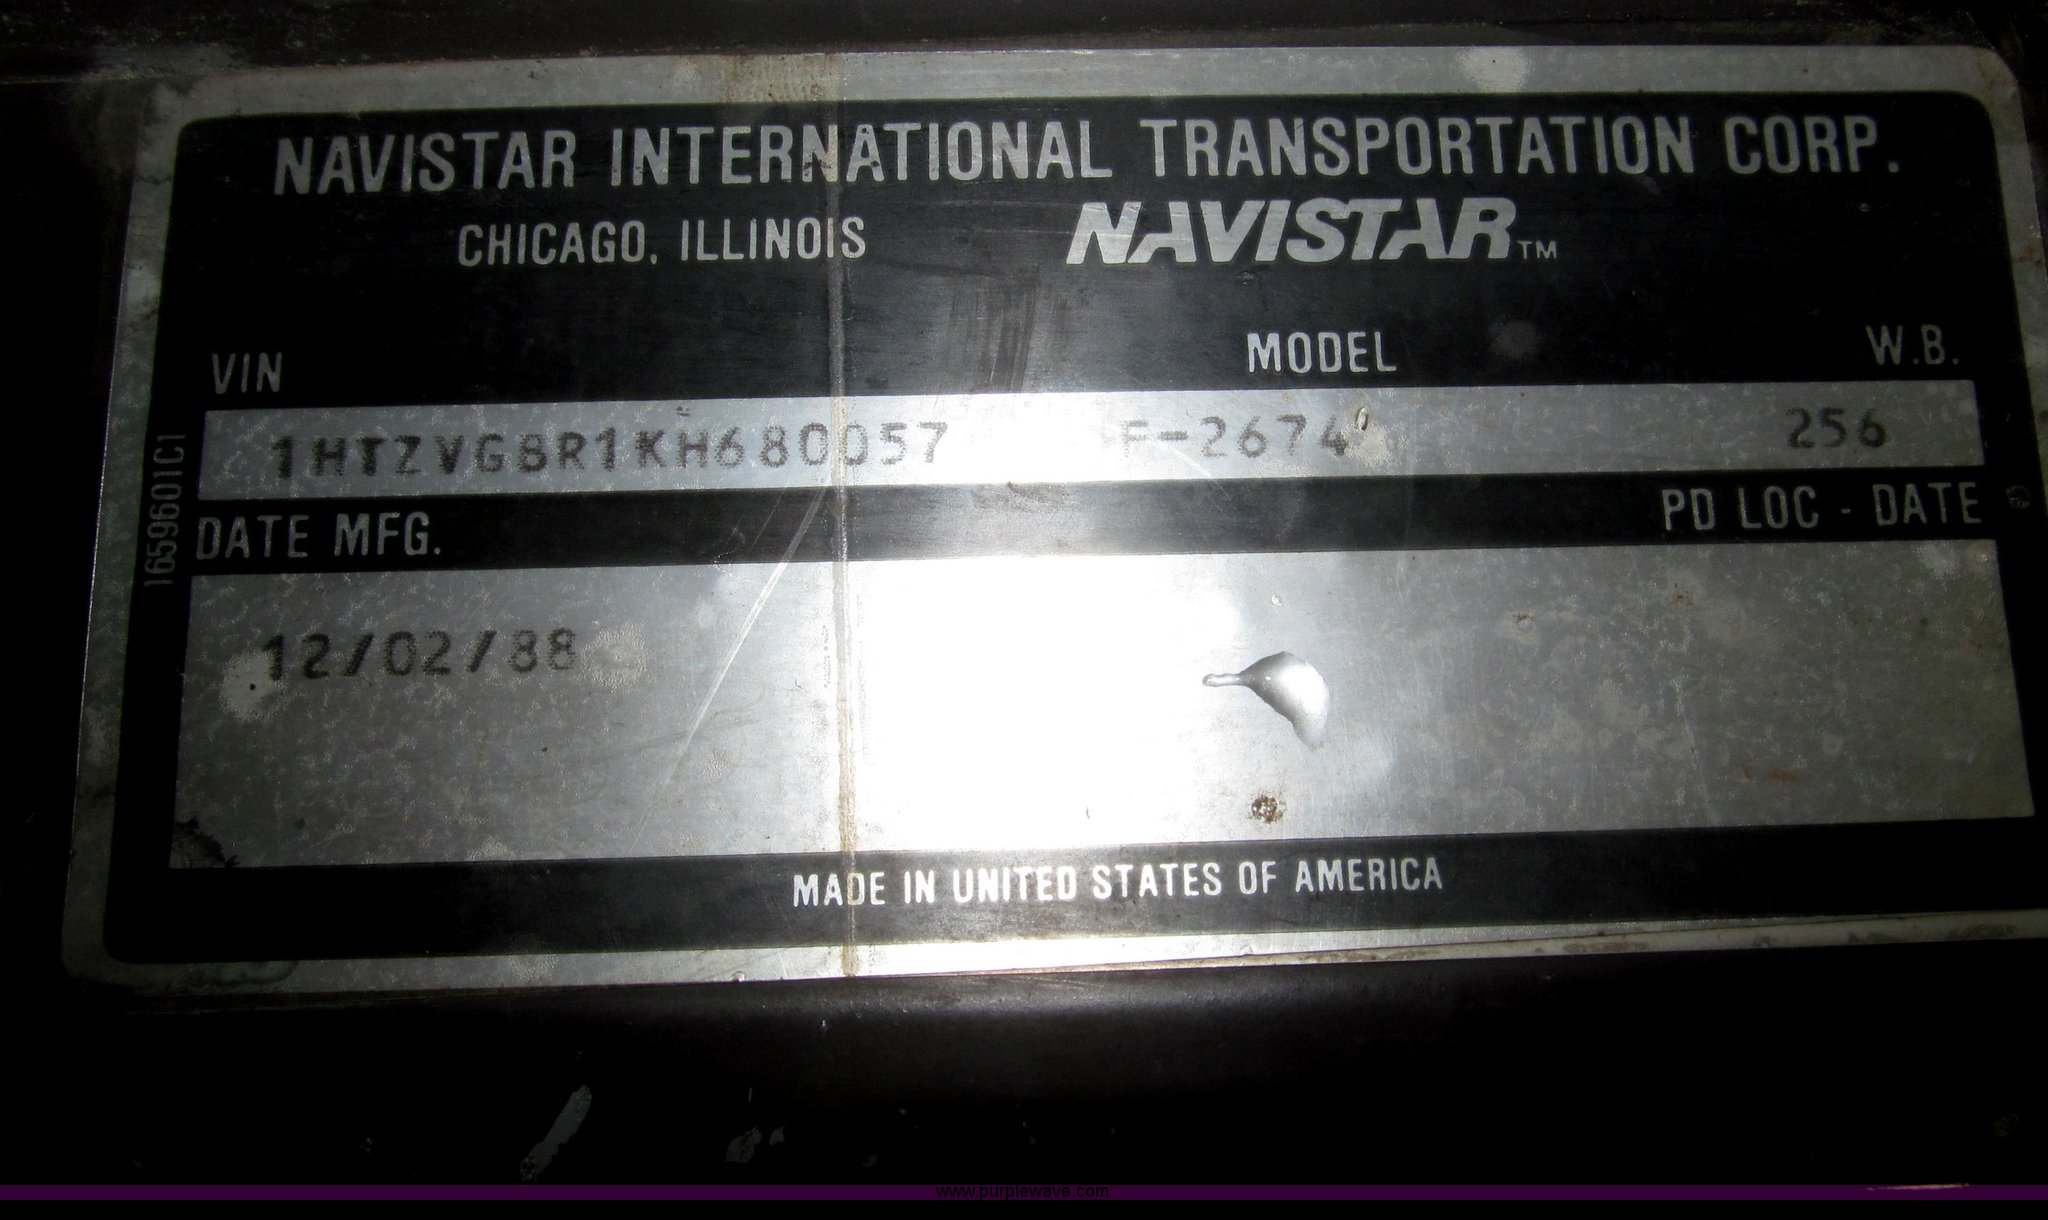 NAVISTAR INTERNATIONAL TRANSPORTATION CORP.
CHICAGO, ILLINOIS NAVISTAR™
VIN MODEL W.B.
1HTZVGBR1KH680057 F-2674 256
DATE MFG. PD LOC - DATE
12/02/88
MADE IN UNITED STATES OF AMERICA
1659601C1
www.purplewave.com